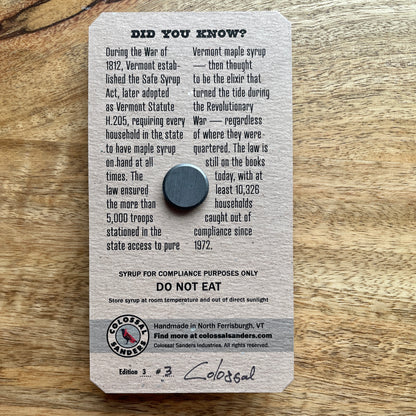 DID YOU KNOW?
During the War of
1812, Vermont estab-
lished the Safe Syrup
Act, later adopted
as Vermont Statute
H.205, requiring every
household in the state
to have maple syrup
on hand at all
times. The
law ensured
the more than
5,000 troops
stationed in the
state access to pure
Vermont maple syrup
— then thought
to be the elixir that
turned the tide during
the Revolutionary
War — regardless
of where they were
quartered. The law is
still on the books
today, with at
least 10,326
households
caught out of
compliance since
1972.
SYRUP FOR COMPLIANCE PURPOSES ONLY
DO NOT EAT
Store syrup at room temperature and out of direct sunlight
COLOSSAL
SANDERS
Handmade in North Ferrisburgh, VT
Find more at colossalsanders.com
Colossal Sanders Industries. All rights reserved.
Edition 3 #3 Colossal